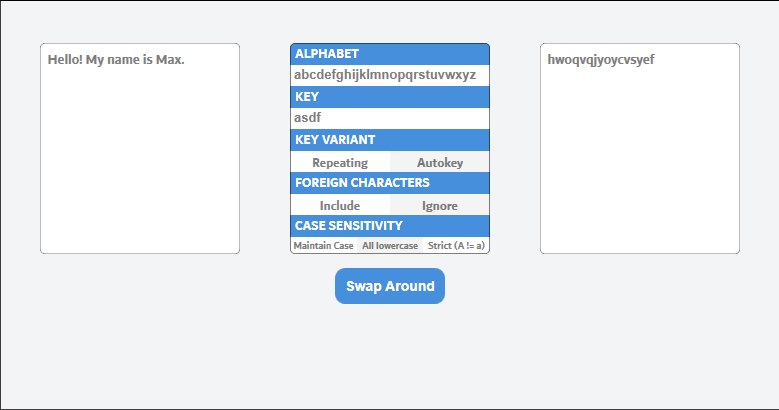 Hello! My name is Max.
ALPHABET
abcdefghijklmnopqrstuvwxyz
KEY
asdf
KEY VARIANT
Repeating Autokey
FOREIGN CHARACTERS
Include Ignore
CASE SENSITIVITY
Maintain Case All lowercase Strict (A != a)
hwoqvqjyoycvsyef
Swap Around